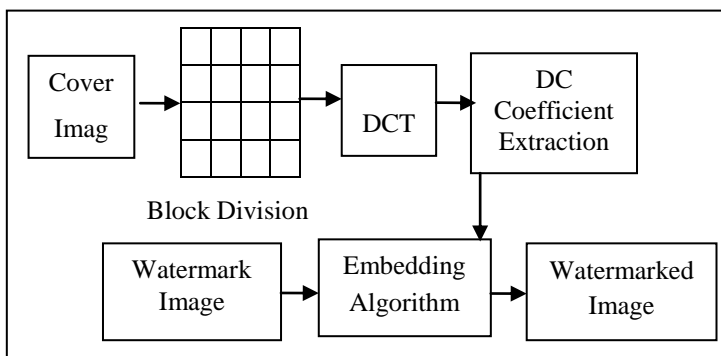 Cover
Imag
DCT
DC
Coefficient
Extraction
Block Division
Watermark
Image
Embedding
Algorithm
Watermarked
Image